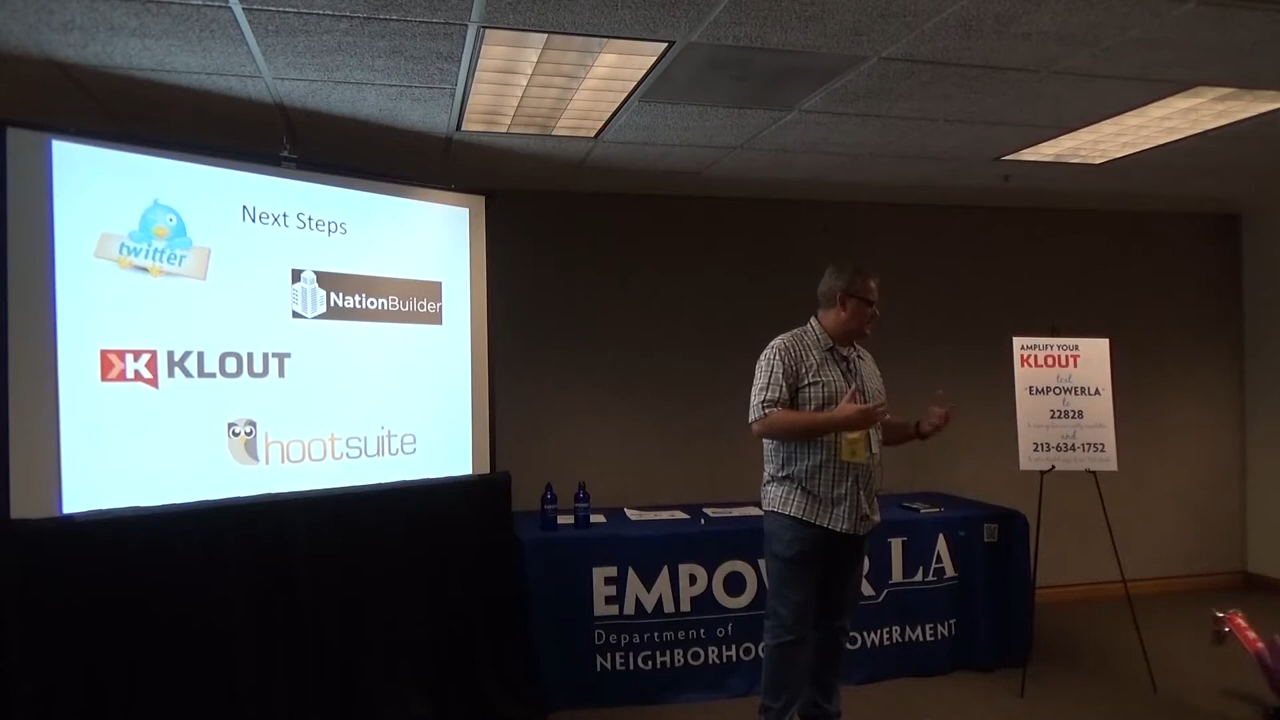 Next Steps
twitter
NationBuilder
KLOUT
hootsuite
AMPLIFY YOUR
KLOUT
text
"EMPOWERLA"
to
22828
and
213-634-1752
EMPOWER LA
Department of
NEIGHBORHOOD EMPOWERMENT